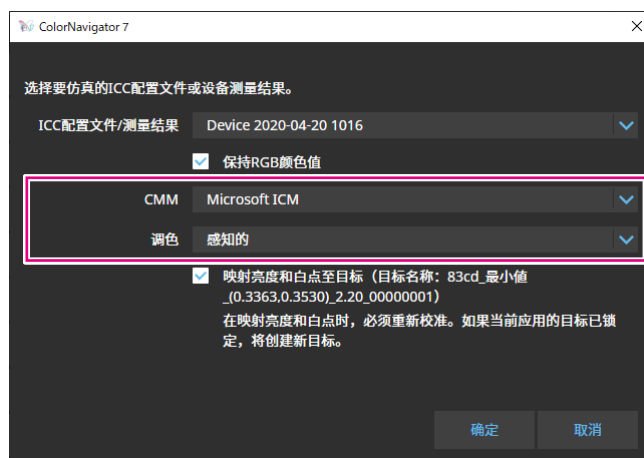 ColorNavigator 7
选择要仿真的ICC配置文件或设备测量结果。
ICC配置文件/测量结果 Device 2020-04-20 1016
保持RGB颜色值
CMM Microsoft ICM
调色 感知的
映射亮度和白点至目标（目标名称：83cd_最小值
_(0.3363,0.3530)_2.20_00000001）
在映射亮度和白点时，必须重新校准。如果当前应用的目标已锁
定，将创建新目标。
确定 取消